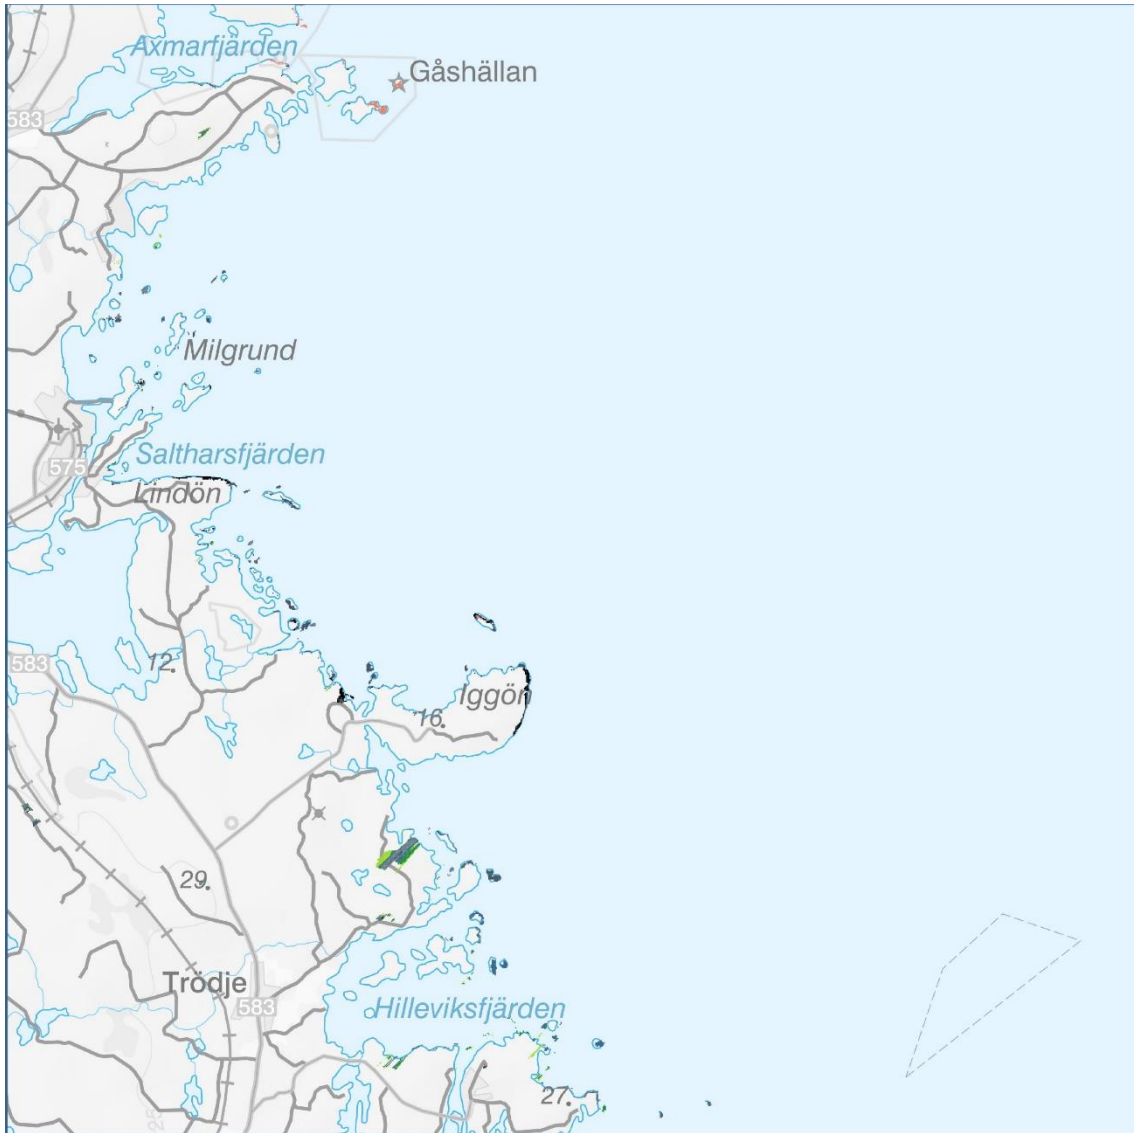 Axmarfjärden
Gåshällan
583
Milgrund
Saltharsfjärden
575
Lindön
583
12
Iggön
16
29
Trödje
583
Hilleviksfjärden
27